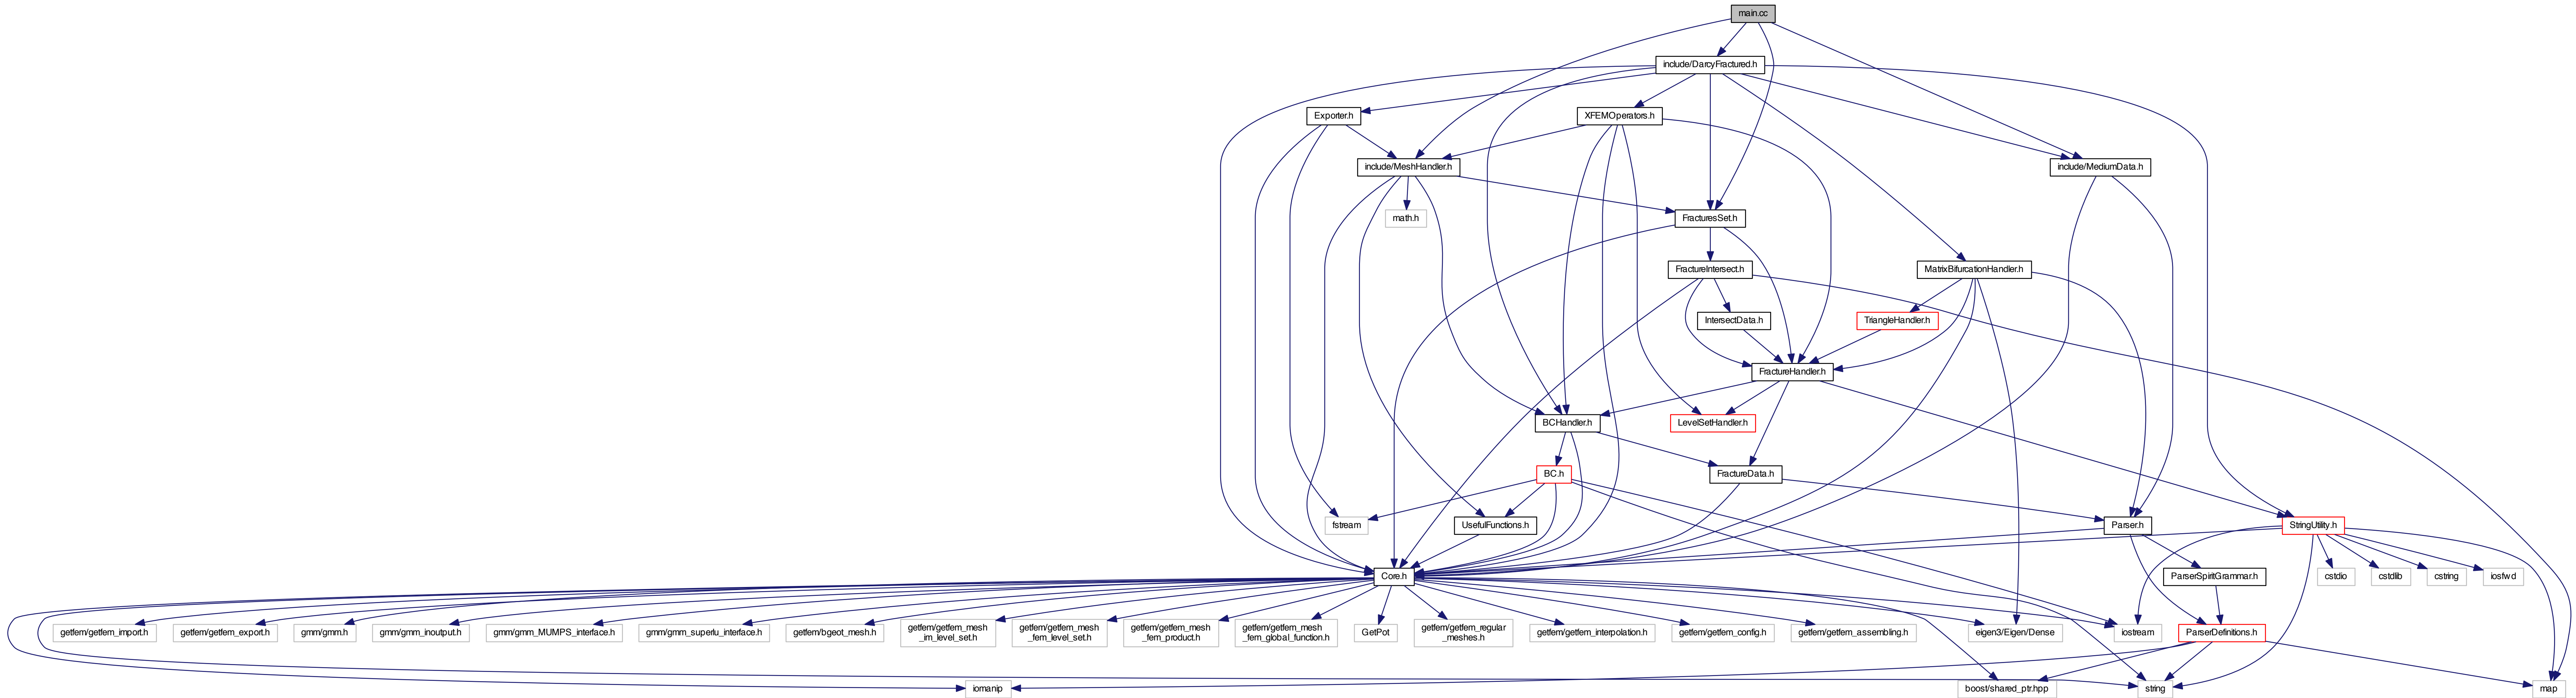 main.cc
include/DarcyFractured.h
Exporter.h
XFEMOperators.h
include/MeshHandler.h
include/MediumData.h
math.h
FracturesSet.h
FractureIntersect.h
MatrixBifurcationHandler.h
IntersectData.h
TriangleHandler.h
FractureHandler.h
BCHandler.h
LevelSetHandler.h
BC.h
FractureData.h
fstream
UsefulFunctions.h
Parser.h
StringUtility.h
Core.h
ParserSpiritGrammar.h
cstdio
cstdlib
cstring
iosfwd
getfem/getfem_import.h
getfem/getfem_export.h
gmm/gmm.h
gmm/gmm_inoutput.h
gmm/gmm_MUMPS_interface.h
gmm/gmm_superlu_interface.h
getfem/bgeot_mesh.h
getfem/getfem_mesh
_im_level_set.h
getfem/getfem_mesh
_fem_level_set.h
getfem/getfem_mesh
_fem_product.h
getfem/getfem_mesh
_fem_global_function.h
GetPot
getfem/getfem_regular
_meshes.h
getfem/getfem_interpolation.h
getfem/getfem_config.h
getfem/getfem_assembling.h
eigen3/Eigen/Dense
iostream
ParserDefinitions.h
iomanip
boost/shared_ptr.hpp
string
map